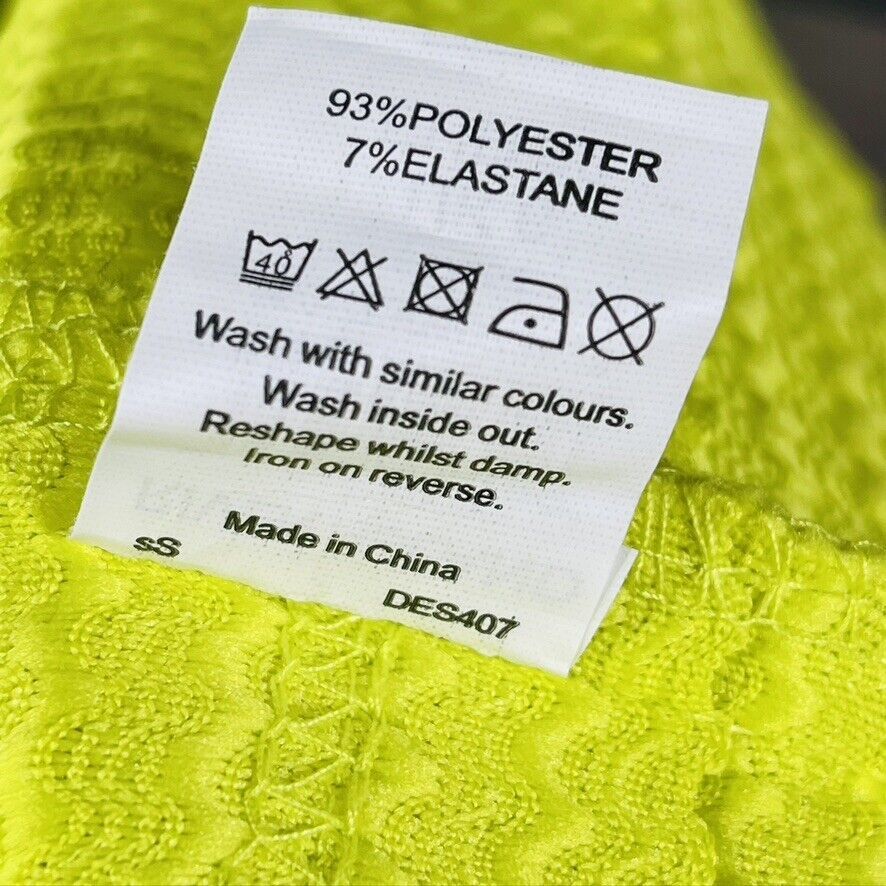 93%POLYESTER
7%ELASTANE
40
Wash with similar colours.
Wash inside out.
Reshape whilst damp.
Iron on reverse.
Made in China
sS
DES407